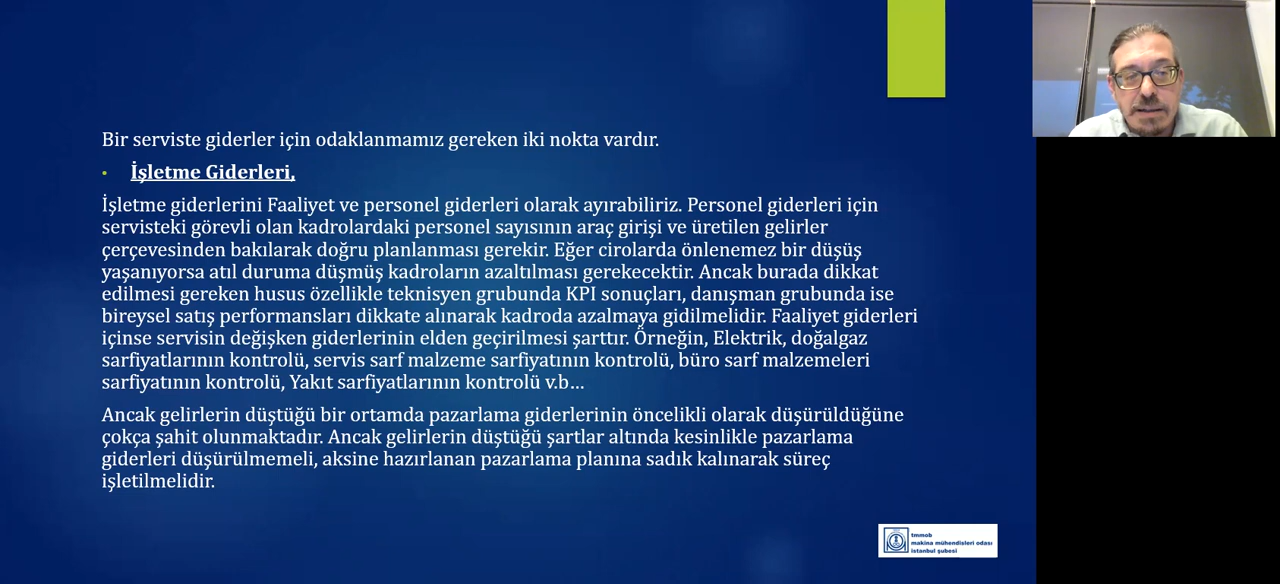 Bir serviste giderler için odaklanmamız gereken iki nokta vardır.
• İşletme Giderleri,
İşletme giderlerini Faaliyet ve personel giderleri olarak ayırabiliriz. Personel giderleri için
servisteki görevli olan kadrolardaki personel sayısının araç girişi ve üretilen gelirler
çerçevesinden bakılarak doğru planlanması gerekir. Eğer cirolarda önlenemez bir düşüş
yaşanıyorsa atıl duruma düşmüş kadroların azaltılması gerekecektir. Ancak burada dikkat
edilmesi gereken husus özellikle teknisyen grubunda KPI sonuçları, danışman grubunda ise
bireysel satış performansları dikkate alınarak kadroda azalmaya gidilmelidir. Faaliyet giderleri
içinse servisin değişken giderlerinin elden geçirilmesi şarttır. Örneğin, Elektrik, doğalgaz
sarfiyatlarının kontrolü, servis sarf malzeme sarfiyatının kontrolü, büro sarf malzemeleri
sarfiyatının kontrolü, Yakıt sarfiyatlarının kontrolü v.b…
Ancak gelirlerin düştüğü bir ortamda pazarlama giderlerinin öncelikli olarak düşürüldüğüne
çokça şahit olunmaktadır. Ancak gelirlerin düştüğü şartlar altında kesinlikle pazarlama
giderleri düşürülmemeli, aksine hazırlanan pazarlama planına sadık kalınarak süreç
işletilmelidir.
tmmob
makina mühendisleri odası
istanbul şubesi